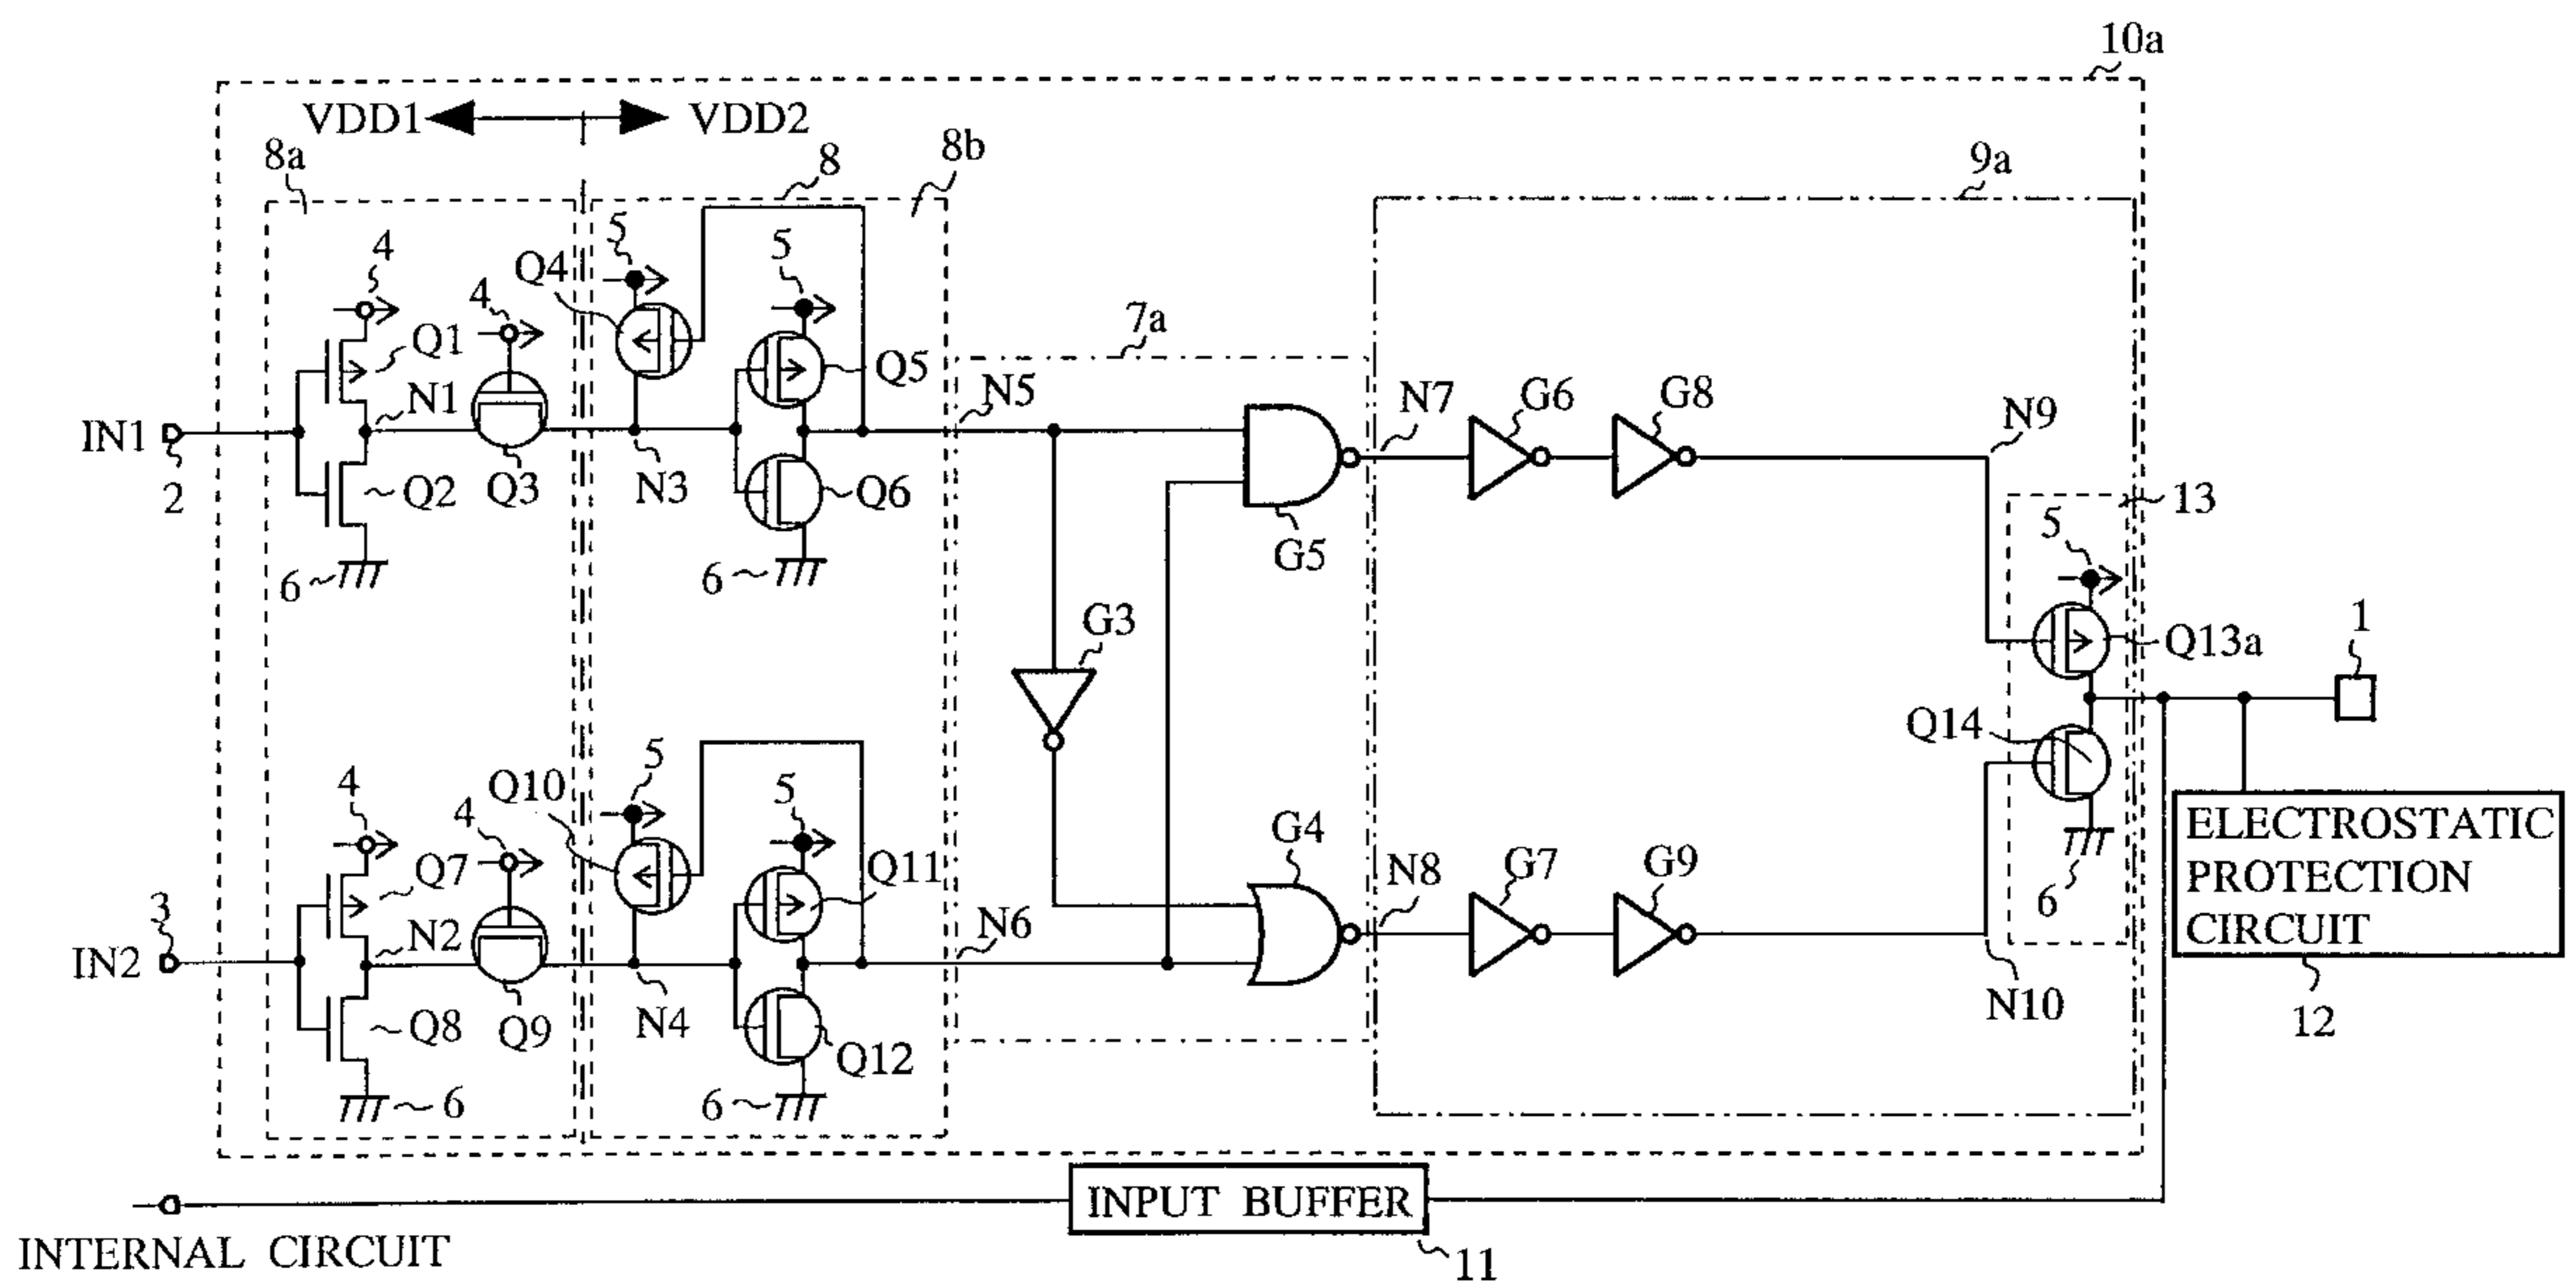 10a
VDD1 VDD2
8a 8 8b 9a
5
4 Q4 5
4
7a
Q1 Q5 N5 N7 G6 G8
N1 N9
IN1
2 Q2 Q3 N3 Q6 13
5
G5
6 6
G3 1
Q13a
Q14
5
4 Q10 5
4 G4
ELECTROSTATIC
PROTECTION
CIRCUIT
Q7 Q11 N8 G7 G9
3 6
N2 N6
IN2
N10
Q8 Q9 N4 12
Q12
6 6
INPUT BUFFER
INTERNAL CIRCUIT 11